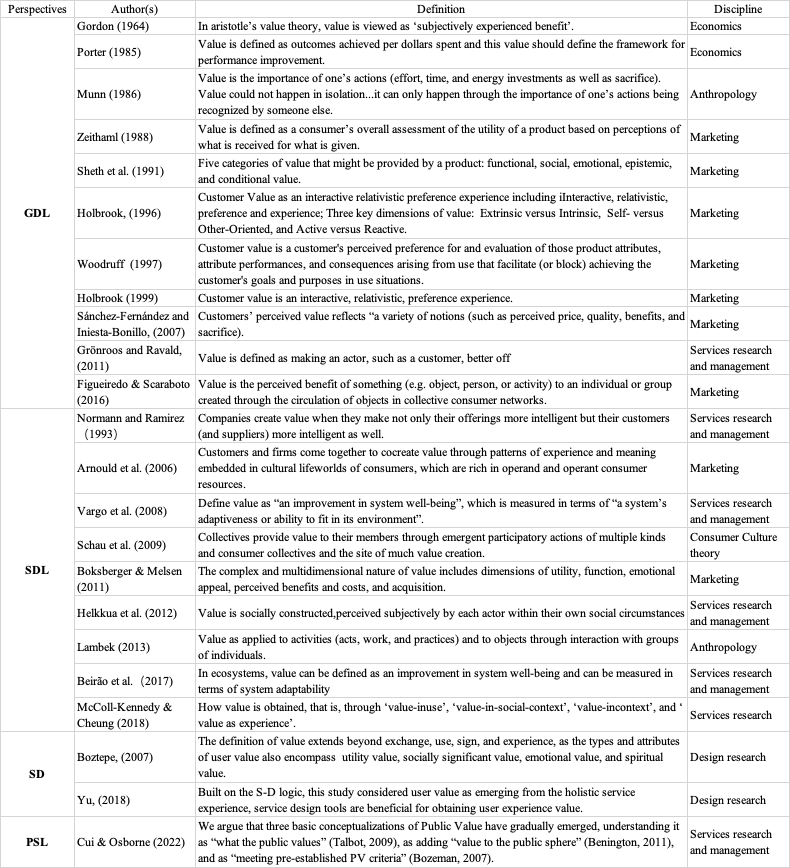 Perspectives Author(s) Definition Discipline
GDL
Gordon (1964)
In aristotle's value theory, value is viewed as 'subjectively experienced benefit'.
Economics
Porter (1985)
Value is defined as outcomes achieved per dollars spent and this value should define the framework for
performance improvement.
Economics
Munn (1986)
Value is the importance of one's actions (effort, time, and energy investments as well as sacrifice).
Value could not happen in isolation...it can only happen through the importance of one's actions being
recognized by someone else.
Anthropology
Zeithaml (1988)
Value is defined as a consumer's overall assessment of the utility of a product based on perceptions of
what is received for what is given.
Marketing
Sheth et al. (1991)
Five categories of value that might be provided by a product: functional, social, emotional, epistemic,
and conditional value.
Marketing
Holbrook, (1996)
Customer Value as an interactive relativistic preference experience including iInteractive, relativistic,
preference and experience; Three key dimensions of value: Extrinsic versus Intrinsic, Self- versus
Other-Oriented, and Active versus Reactive.
Marketing
Woodruff (1997)
Customer value is a customer's perceived preference for and evaluation of those product attributes,
attribute performances, and consequences arising from use that facilitate (or block) achieving the
customer's goals and purposes in use situations.
Marketing
Holbrook (1999)
Customer value is an interactive, relativistic, preference experience.
Marketing
Sánchez-Fernández and
Iniesta-Bonillo, (2007)
Customers' perceived value reflects "a variety of notions (such as perceived price, quality, benefits, and
sacrifice).
Marketing
Grönroos and Ravald,
(2011)
Value is defined as making an actor, such as a customer, better off
Services research
and management
Figueiredo & Scaraboto
(2016)
Value is the perceived benefit of something (e.g. object, person, or activity) to an individual or group
created through the circulation of objects in collective consumer networks.
Marketing
SDL
Normann and Ramirez
（1993）
Companies create value when they make not only their offerings more intelligent but their customers
(and suppliers) more intelligent as well.
Services research
and management
Arnould et al. (2006)
Customers and firms come together to cocreate value through patterns of experience and meaning
embedded in cultural lifeworlds of consumers, which are rich in operand and operant consumer
resources.
Marketing
Vargo et al. (2008)
Define value as "an improvement in system well-being", which is measured in terms of "a system's
adaptiveness or ability to fit in its environment".
Services research
and management
Schau et al. (2009)
Collectives provide value to their members through emergent participatory actions of multiple kinds
and consumer collectives and the site of much value creation.
Consumer Culture
theory
Boksberger & Melsen
(2011)
The complex and multidimensional nature of value includes dimensions of utility, function, emotional
appeal, perceived benefits and costs, and acquisition.
Marketing
Helkkua et al. (2012)
Value is socially constructed,perceived subjectively by each actor within their own social circumstances
Services research
and management
Lambek (2013)
Value as applied to activities (acts, work, and practices) and to objects through interaction with groups
of individuals.
Anthropology
Beirão et al.（2017）
In ecosystems, value can be defined as an improvement in system well-being and can be measured in
terms of system adaptability
Services research
and management
McColl-Kennedy &
Cheung (2018)
How value is obtained, that is, through 'value-inuse', 'value-in-social-context', 'value-incontext', and '
value as experience'.
Services research
SD
Boztepe, (2007)
The definition of value extends beyond exchange, use, sign, and experience, as the types and attributes
of user value also encompass utility value, socially significant value, emotional value, and spiritual
value.
Design research
Yu, (2018)
Built on the S-D logic, this study considered user value as emerging from the holistic service
experience, service design tools are beneficial for obtaining user experience value.
Design research
PSL
Cui & Osborne (2022)
We argue that three basic conceptualizations of Public Value have gradually emerged, understanding it
as "what the public values" (Talbot, 2009), as adding "value to the public sphere" (Benington, 2011),
and as "meeting pre-established PV criteria" (Bozeman, 2007).
Services research
and management